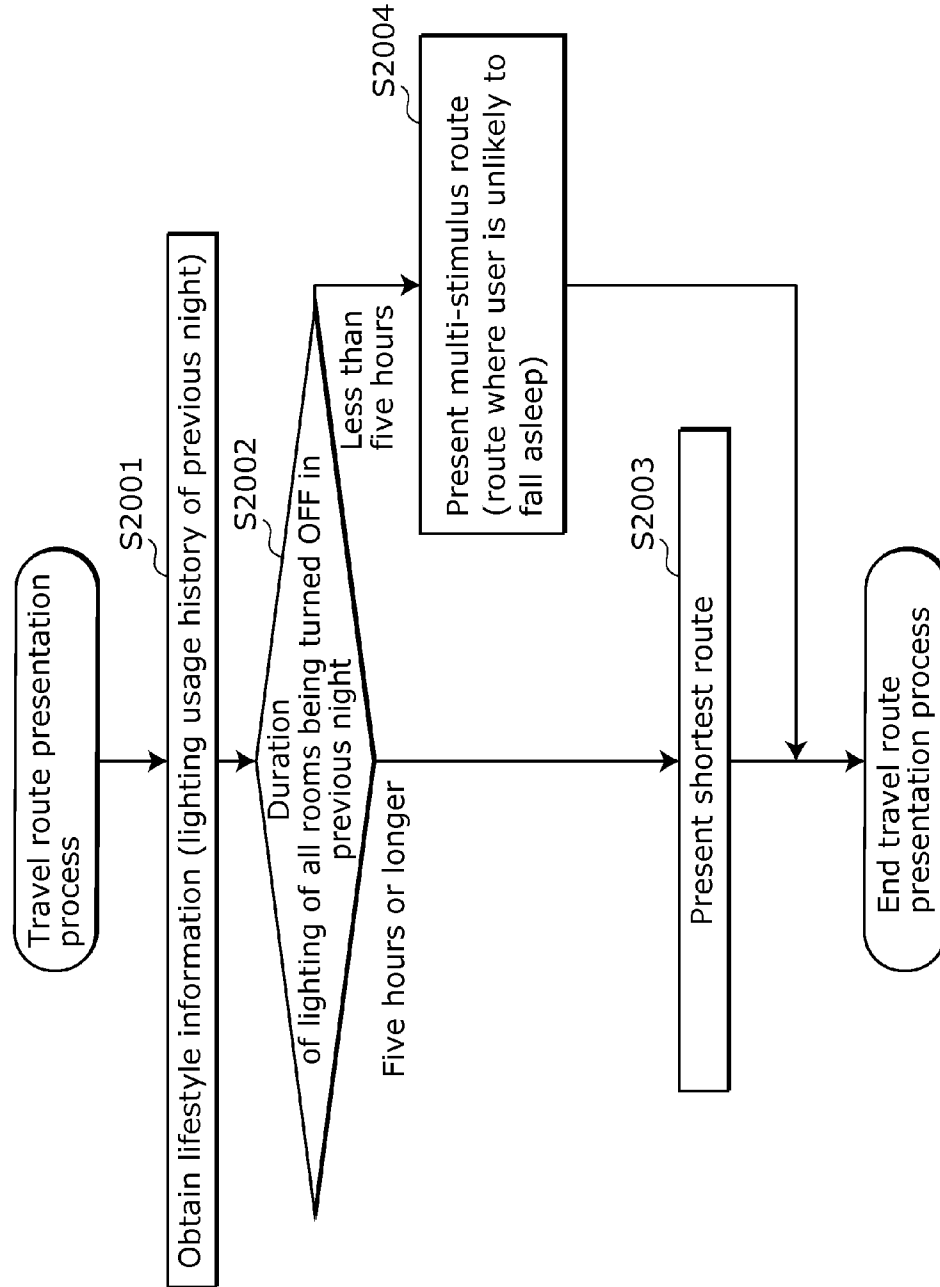 Travel route presentation
process
S2001
Obtain lifestyle information (lighting usage history of previous night)
S2002
Duration
of lighting of all rooms being turned OFF in
previous night
Less than
five hours
Five hours or longer
S2004
Present multi-stimulus route
(route where user is unlikely to
fall asleep)
S2003
Present shortest route
End travel route
presentation process